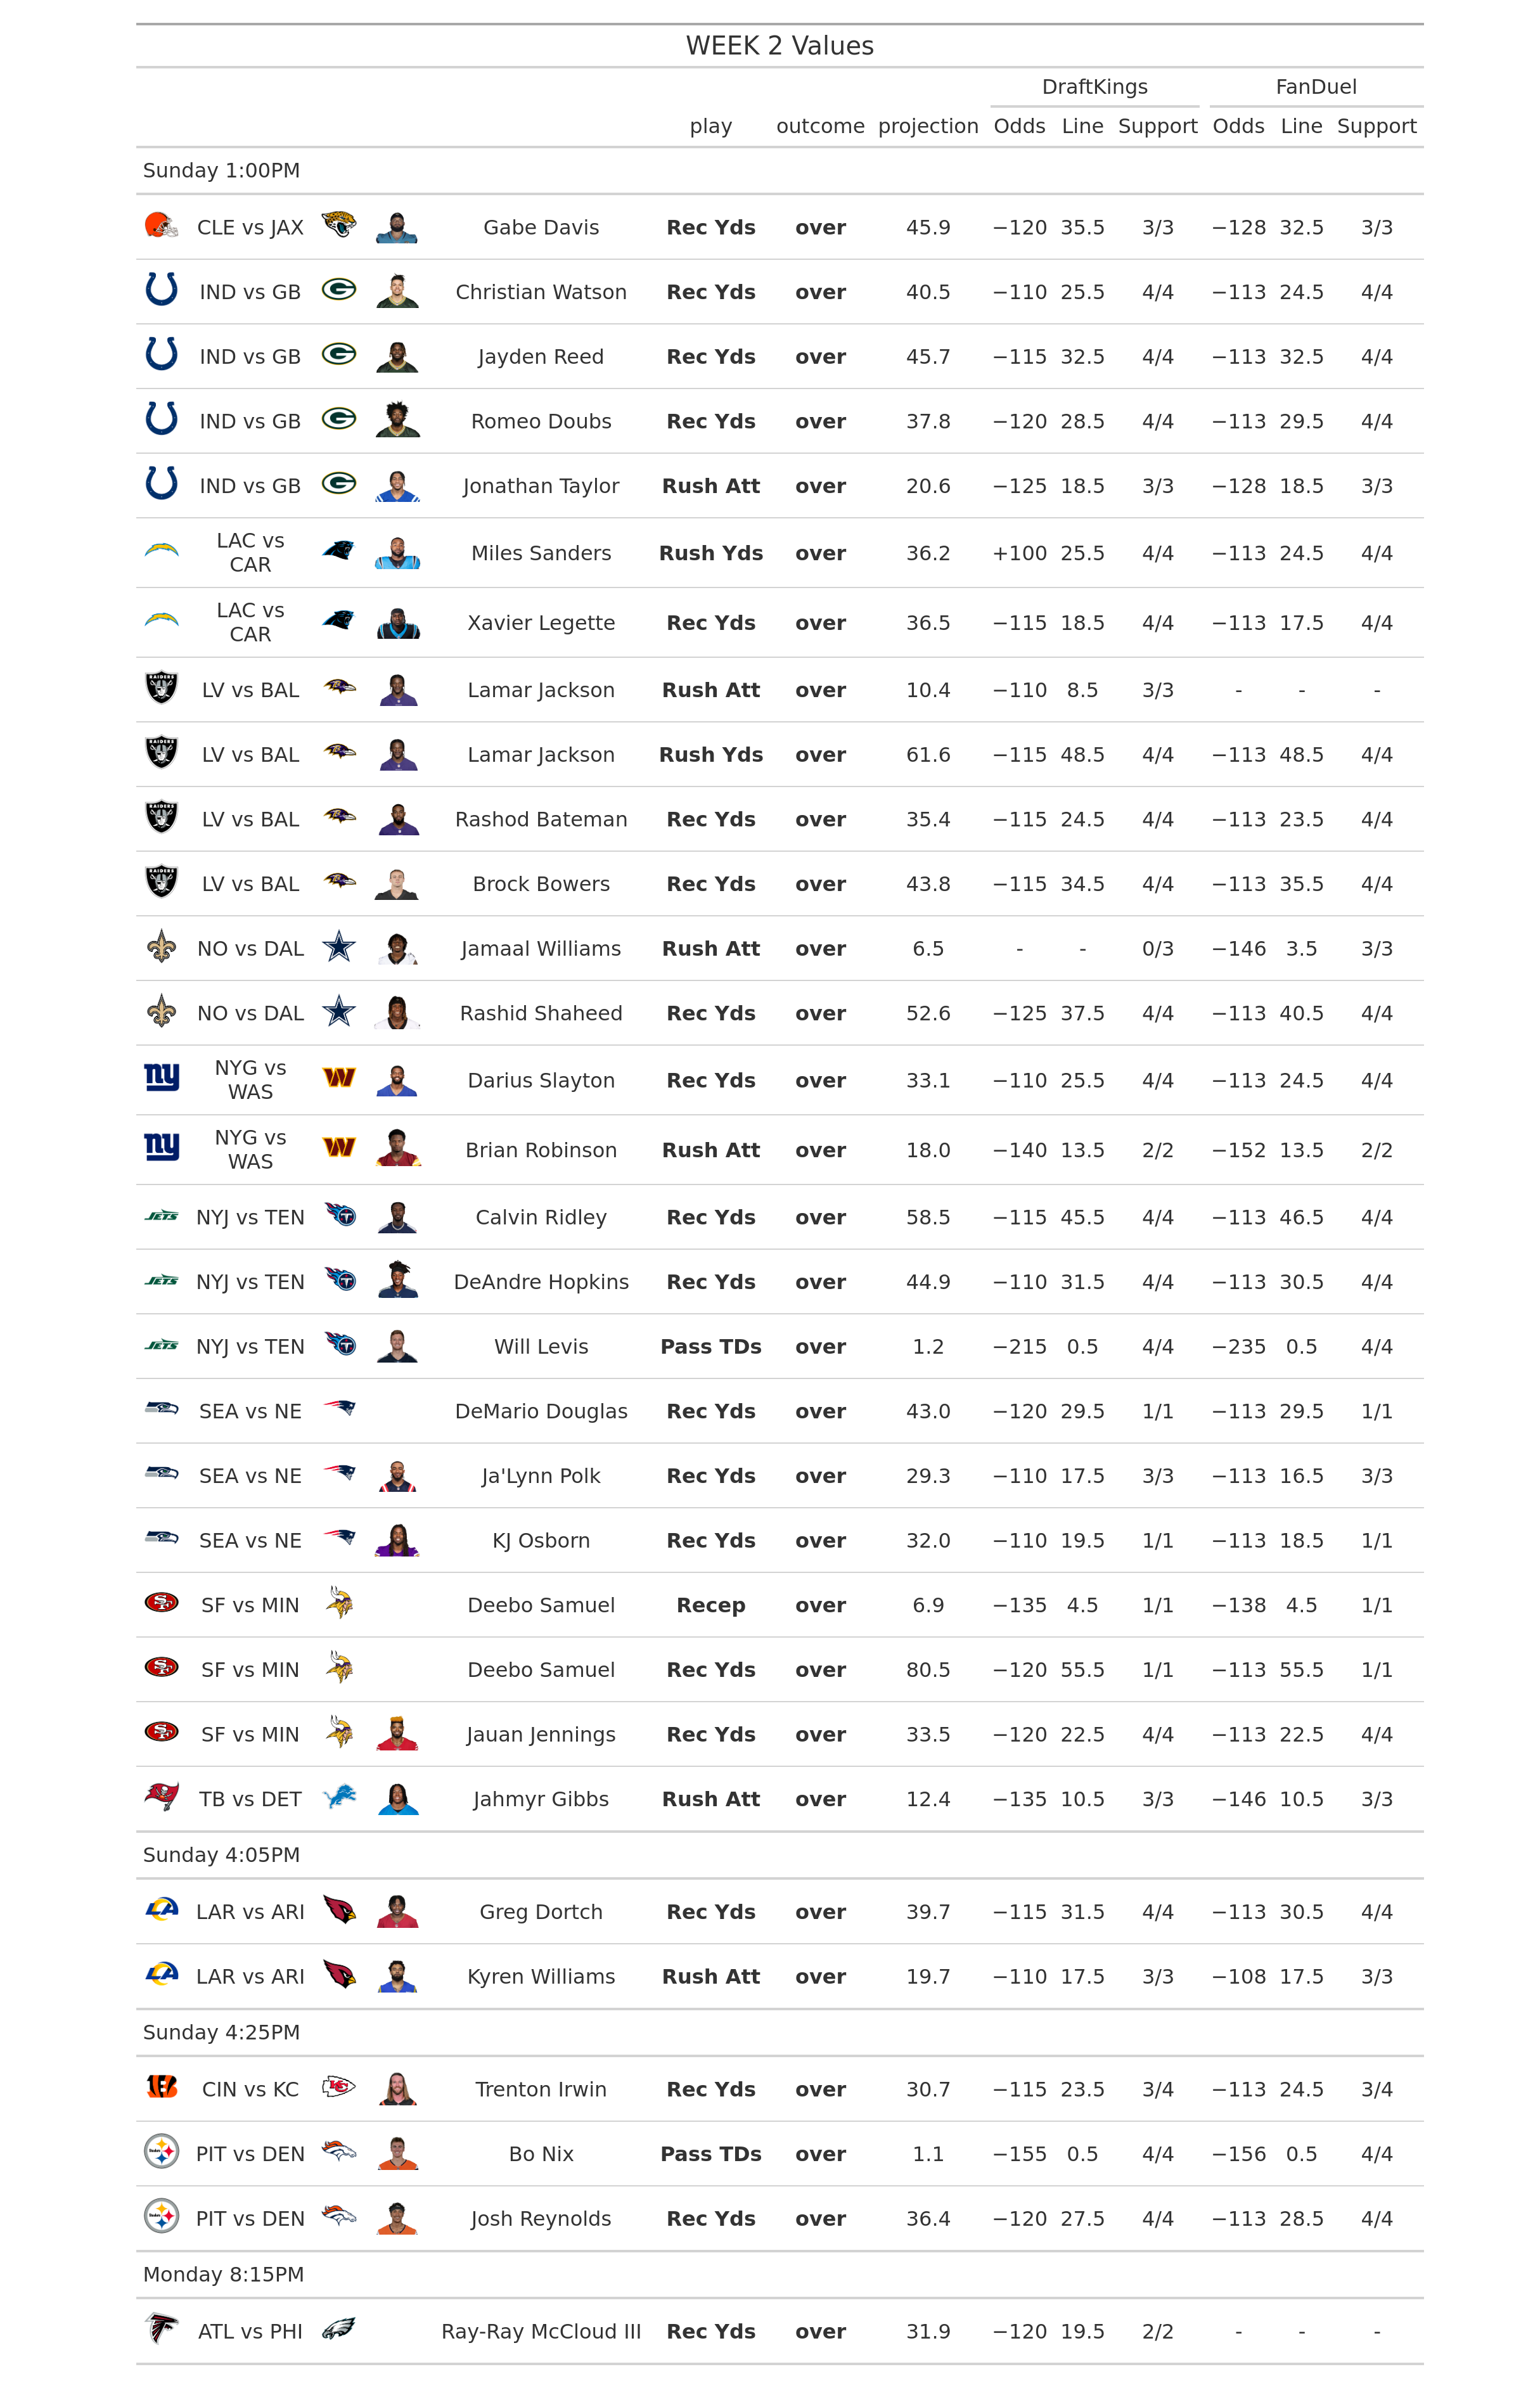 WEEK 2 Values
DraftKings FanDuel
play outcome projection Odds Line Support Odds Line Support
Sunday 1:00PM
CLE vs JAX Gabe Davis Rec Yds over 45.9 −120 35.5 3/3 −128 32.5 3/3
IND vs GB Christian Watson Rec Yds over 40.5 −110 25.5 4/4 −113 24.5 4/4
IND vs GB Jayden Reed Rec Yds over 45.7 −115 32.5 4/4 −113 32.5 4/4
IND vs GB Romeo Doubs Rec Yds over 37.8 −120 28.5 4/4 −113 29.5 4/4
IND vs GB Jonathan Taylor Rush Att over 20.6 −125 18.5 3/3 −128 18.5 3/3
LAC vs
CAR Miles Sanders Rush Yds over 36.2 +100 25.5 4/4 −113 24.5 4/4
LAC vs
CAR Xavier Legette Rec Yds over 36.5 −115 18.5 4/4 −113 17.5 4/4
LV vs BAL Lamar Jackson Rush Att over 10.4 −110 8.5 3/3 - - -
LV vs BAL Lamar Jackson Rush Yds over 61.6 −115 48.5 4/4 −113 48.5 4/4
LV vs BAL Rashod Bateman Rec Yds over 35.4 −115 24.5 4/4 −113 23.5 4/4
LV vs BAL Brock Bowers Rec Yds over 43.8 −115 34.5 4/4 −113 35.5 4/4
NO vs DAL Jamaal Williams Rush Att over 6.5 - - 0/3 −146 3.5 3/3
NO vs DAL Rashid Shaheed Rec Yds over 52.6 −125 37.5 4/4 −113 40.5 4/4
NYG vs
WAS Darius Slayton Rec Yds over 33.1 −110 25.5 4/4 −113 24.5 4/4
NYG vs
WAS Brian Robinson Rush Att over 18.0 −140 13.5 2/2 −152 13.5 2/2
NYJ vs TEN Calvin Ridley Rec Yds over 58.5 −115 45.5 4/4 −113 46.5 4/4
NYJ vs TEN DeAndre Hopkins Rec Yds over 44.9 −110 31.5 4/4 −113 30.5 4/4
NYJ vs TEN Will Levis Pass TDs over 1.2 −215 0.5 4/4 −235 0.5 4/4
SEA vs NE DeMario Douglas Rec Yds over 43.0 −120 29.5 1/1 −113 29.5 1/1
SEA vs NE Ja'Lynn Polk Rec Yds over 29.3 −110 17.5 3/3 −113 16.5 3/3
SEA vs NE KJ Osborn Rec Yds over 32.0 −110 19.5 1/1 −113 18.5 1/1
SF vs MIN Deebo Samuel Recep over 6.9 −135 4.5 1/1 −138 4.5 1/1
SF vs MIN Deebo Samuel Rec Yds over 80.5 −120 55.5 1/1 −113 55.5 1/1
SF vs MIN Jauan Jennings Rec Yds over 33.5 −120 22.5 4/4 −113 22.5 4/4
TB vs DET Jahmyr Gibbs Rush Att over 12.4 −135 10.5 3/3 −146 10.5 3/3
Sunday 4:05PM
LAR vs ARI Greg Dortch Rec Yds over 39.7 −115 31.5 4/4 −113 30.5 4/4
LAR vs ARI Kyren Williams Rush Att over 19.7 −110 17.5 3/3 −108 17.5 3/3
Sunday 4:25PM
CIN vs KC Trenton Irwin Rec Yds over 30.7 −115 23.5 3/4 −113 24.5 3/4
PIT vs DEN Bo Nix Pass TDs over 1.1 −155 0.5 4/4 −156 0.5 4/4
PIT vs DEN Josh Reynolds Rec Yds over 36.4 −120 27.5 4/4 −113 28.5 4/4
Monday 8:15PM
ATL vs PHI Ray-Ray McCloud III Rec Yds over 31.9 −120 19.5 2/2 - - -